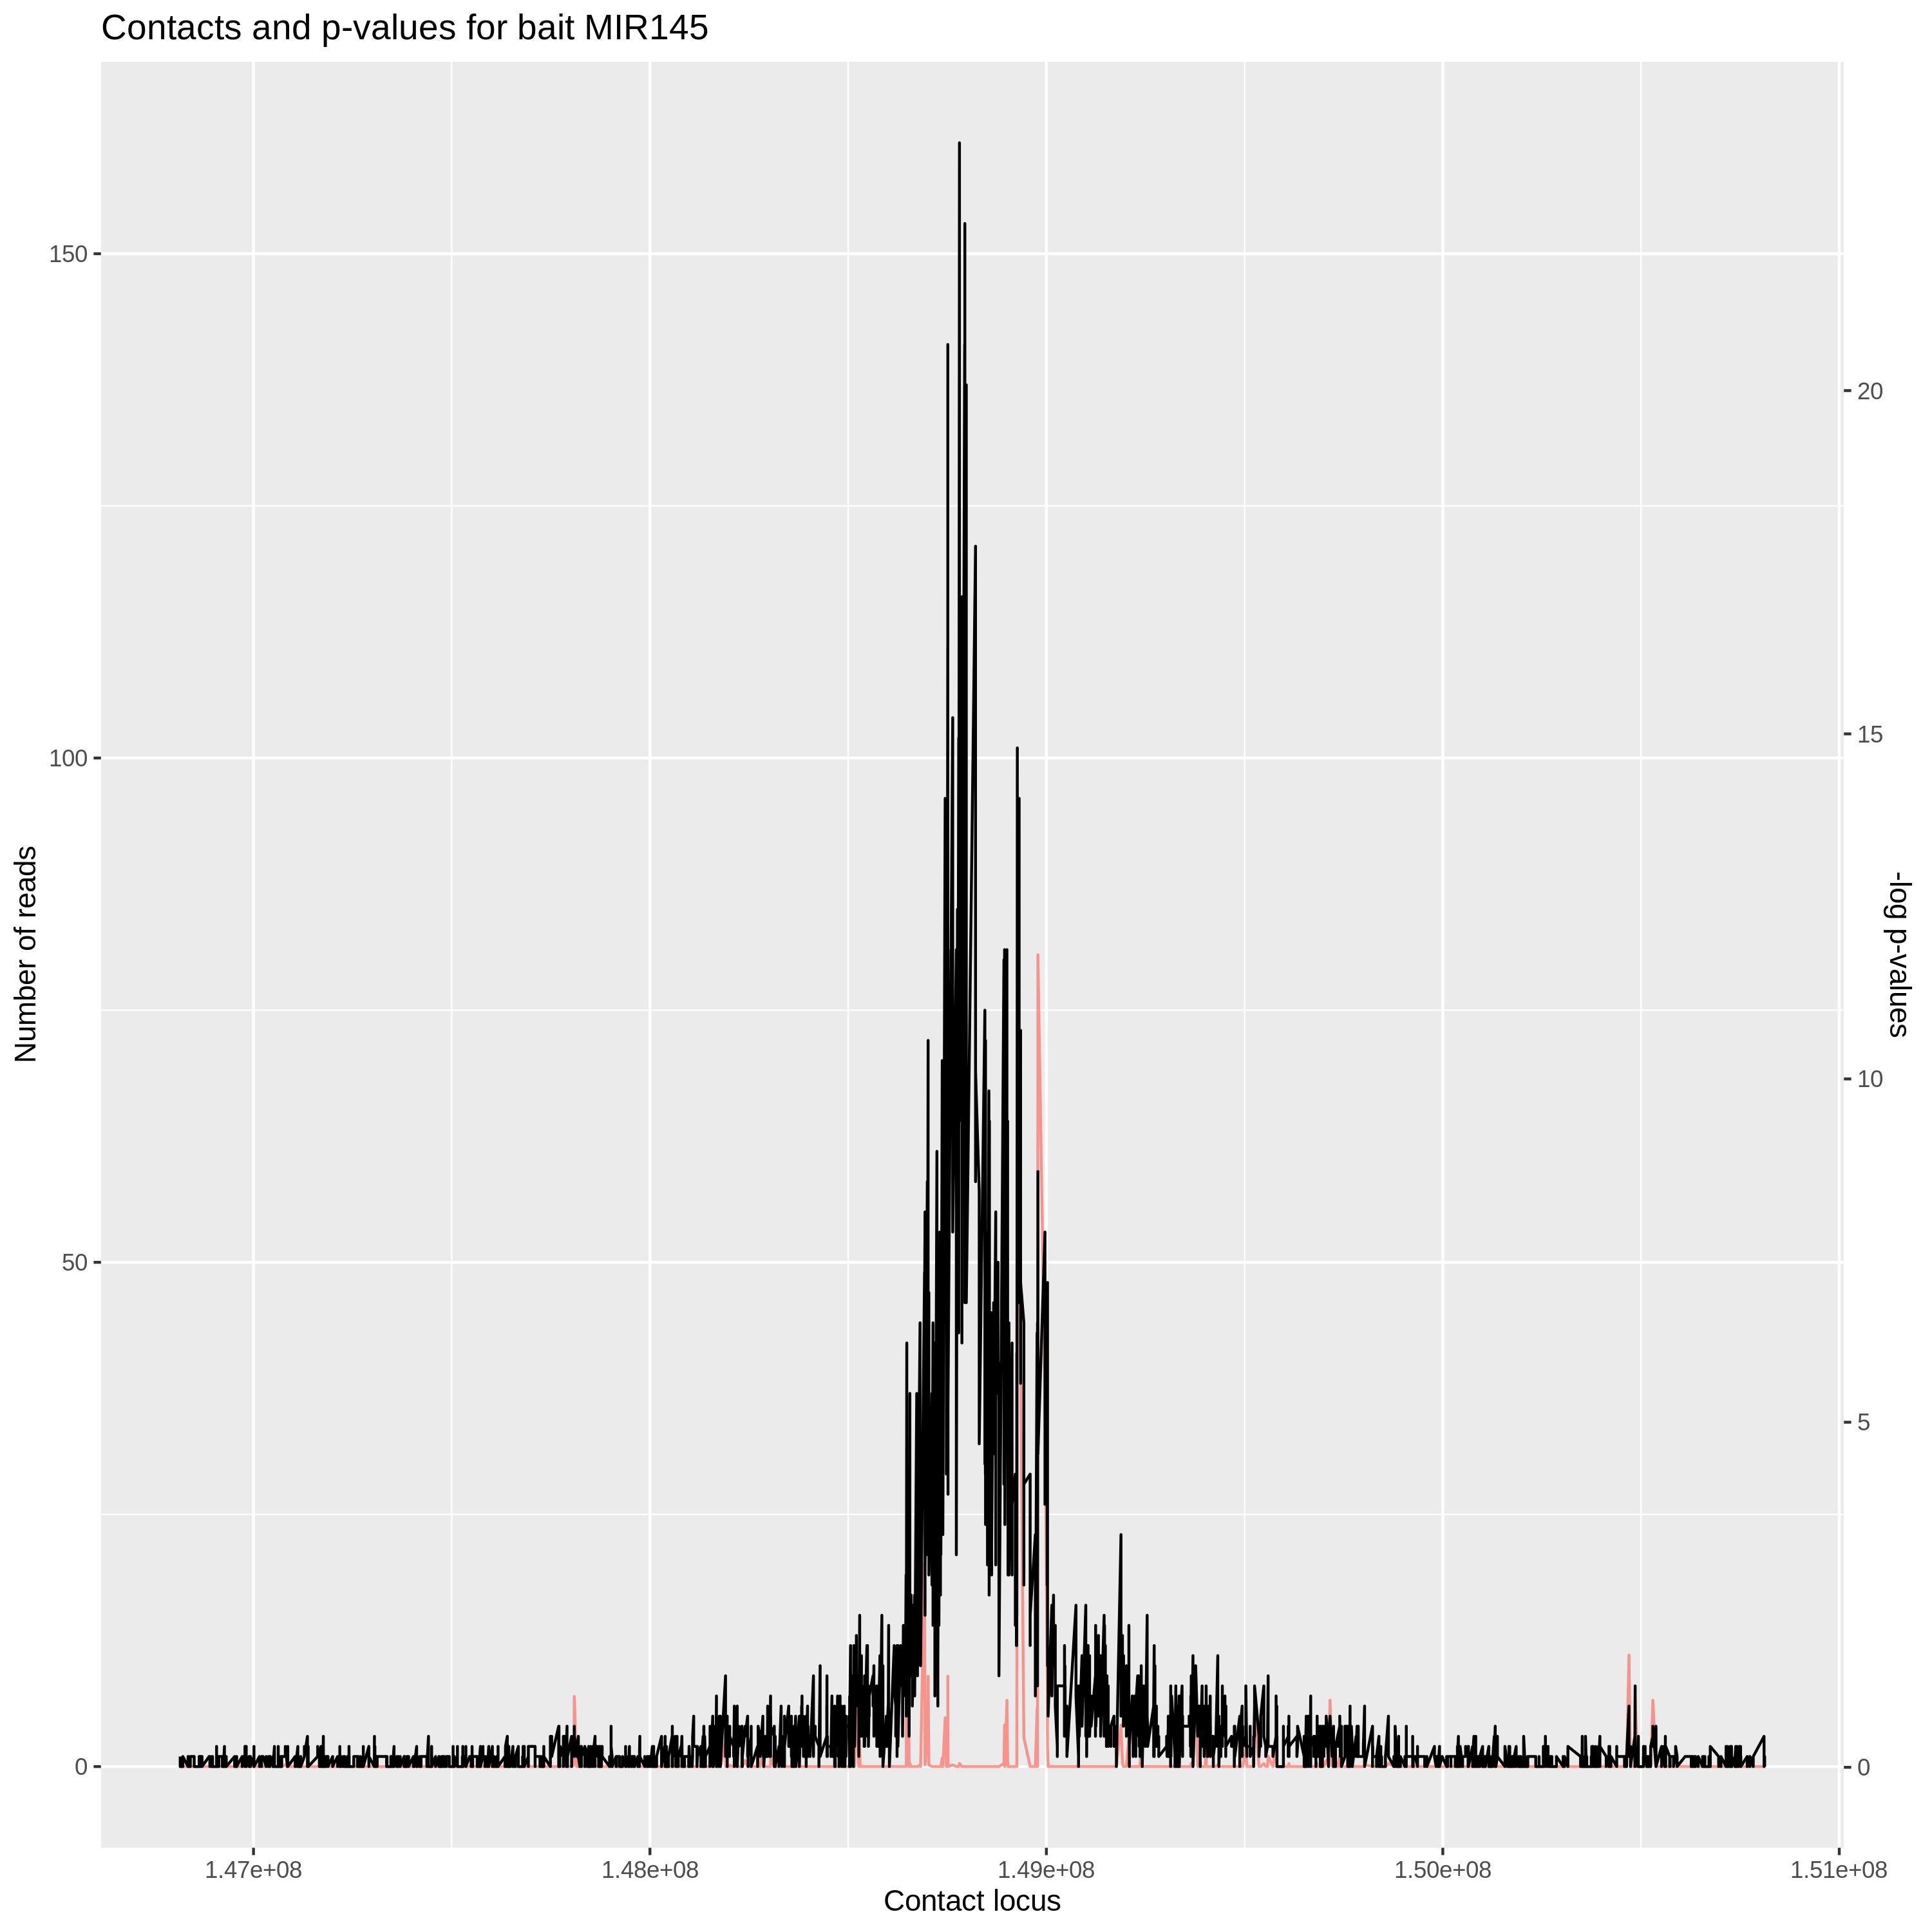 Contacts and p-values for bait MIR145
150
100
50
0
Number of reads
20
15
10
5
0
-log p-values
1.47e+08 1.48e+08 1.49e+08 1.50e+08 1.51e+08
Contact locus